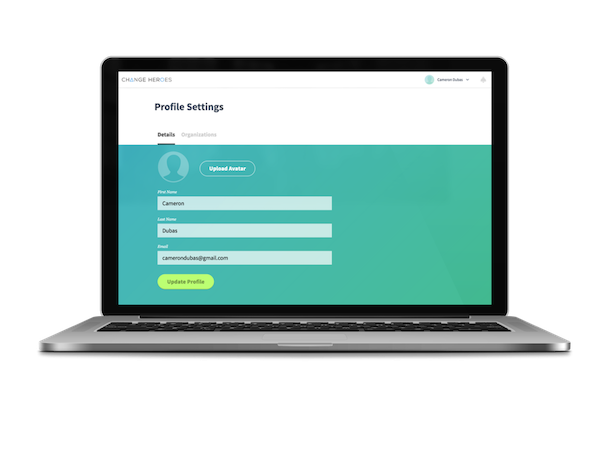 CHANGE HEROES
Cameron Dubas
Profile Settings
Details Organizations
Upload Avatar
First Name
Cameron
Last Name
Dubas
Email
camerondubas@gmail.com
Update Profile